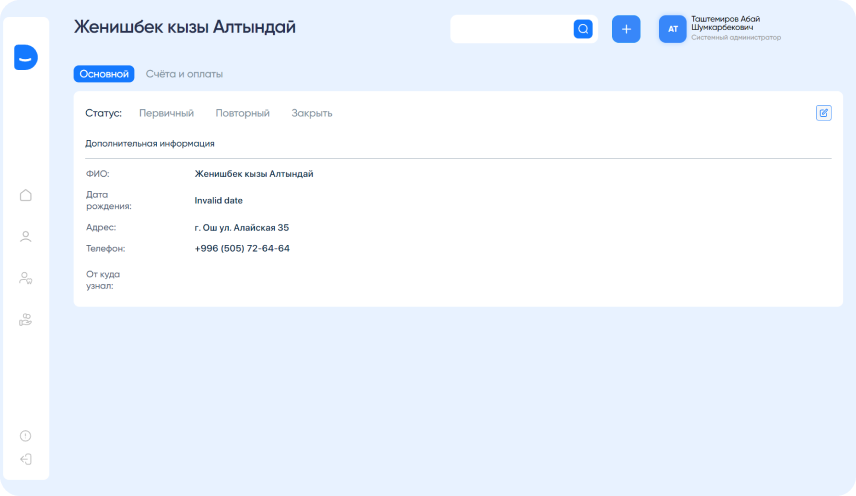 Женишбек кызы Алтындай
АТ
Таштемиров Абай
Шумкарбекович
Системный администратор
Основной
Счёта и оплаты
Статус: Первичный Повторный Закрыть
Дополнительная информация
ФИО: Женишбек кызы Алтындай
Дата
рождения:
Invalid date
Адрес: г. Ош ул. Алайская 35
Телефон: +996 (505) 72-64-64
От куда
узнал: